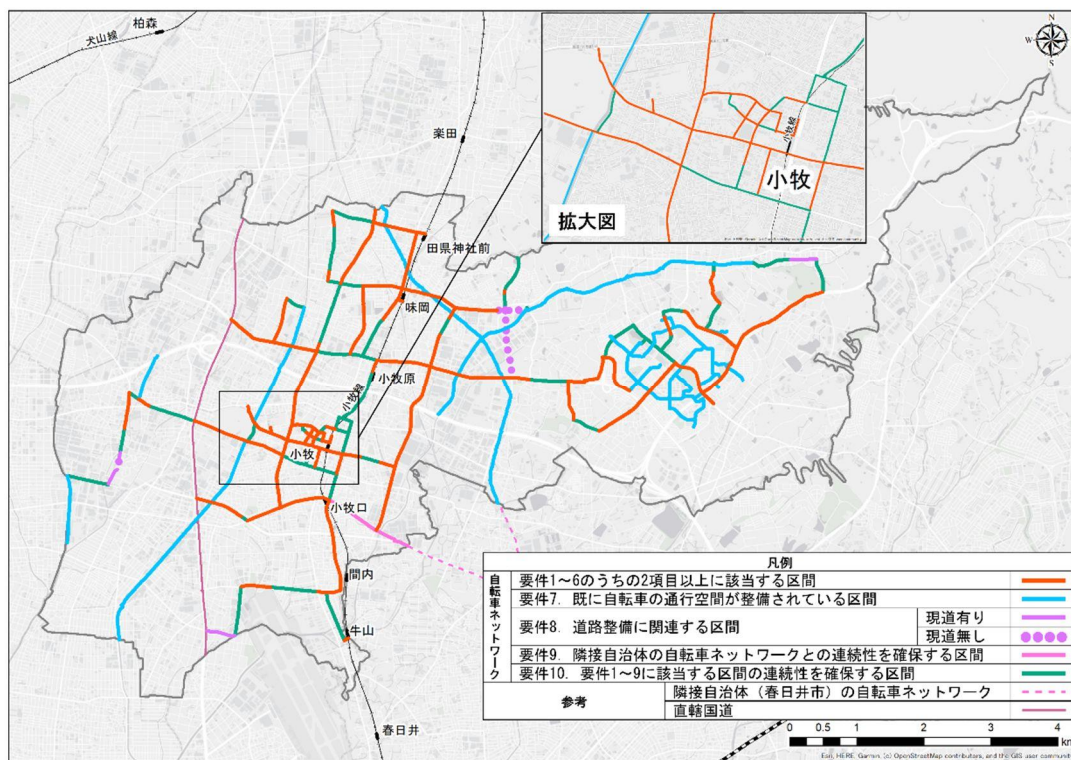 柏森
犬山線
楽田
田県神社前
味岡
小牧原
小牧線
小牧
小牧口
間内
牛山
春日井
N
W
E
S
小牧線
小牧
拡大図
凡例
自転車ネットワーク
要件1～6のうちの2項目以上に該当する区間
要件7．既に自転車の通行空間が整備されている区間
要件8．道路整備に関連する区間
現道有り
現道無し
要件9．隣接自治体の自転車ネットワークとの連続性を確保する区間
要件10．要件1～9に該当する区間の連続性を確保する区間
参考
隣接自治体（春日井市）の自転車ネットワーク
直轄国道
0 0.5 1 2 3 4
km
Esri, HERE, Garmin, (c) OpenStreetMap contributors, and the GIS user community